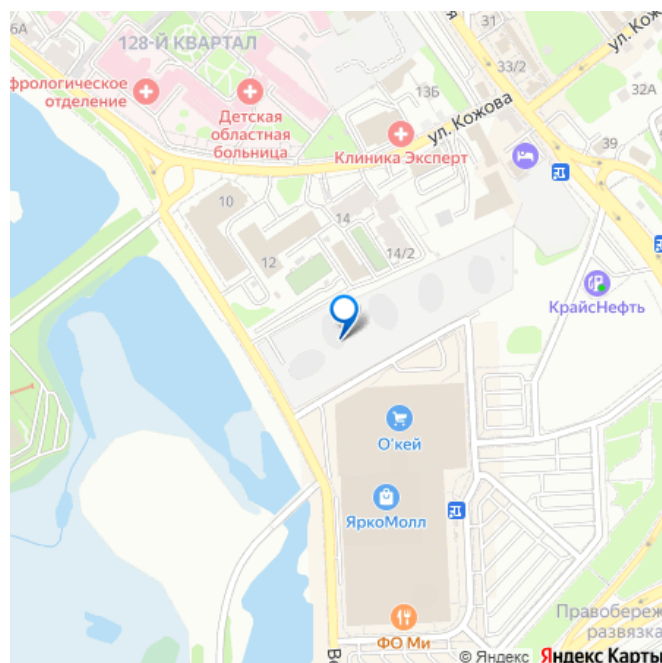 6А
128-Й КВАРТАЛ
фрологическое
отделение
Детская
областная
больница
13Б
Клиника Эксперт
ул. Кожова
ул. Кожова
31
33/2
32А
39
10
12
14
14/2
КрайсНефть
О'кей
ЯркоМолл
ФО Ми
Ве
Правобереж
развязка
© Яндекс Яндекс Карты